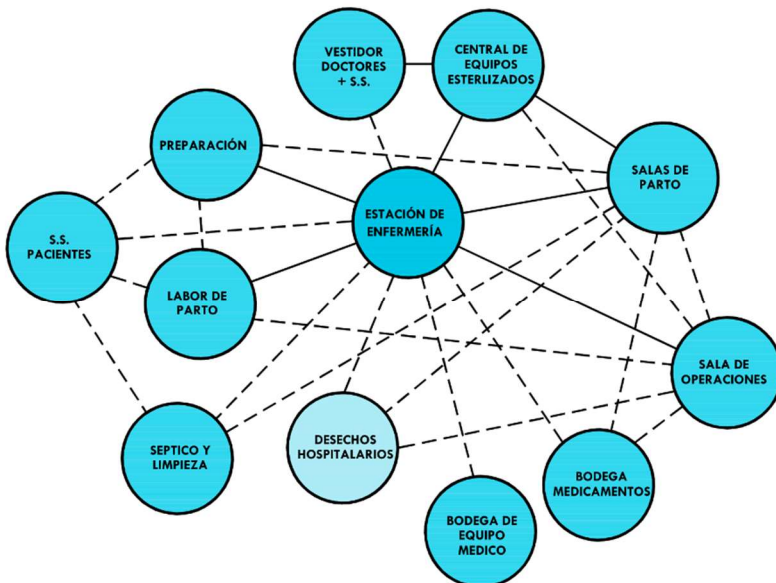 VESTIDOR
DOCTORES
+ S.S.
CENTRAL DE
EQUIPOS
ESTERLIZADOS
PREPARACIÓN
SALAS DE
PARTO
ESTACIÓN DE
ENFERMERÍA
S.S.
PACIENTES
LABOR DE
PARTO
SALA DE
OPERACIONES
SEPTICO Y
LIMPIEZA
DESECHOS
HOSPITALARIOS
BODEGA
MEDICAMENTOS
BODEGA DE
EQUIPO
MEDICO